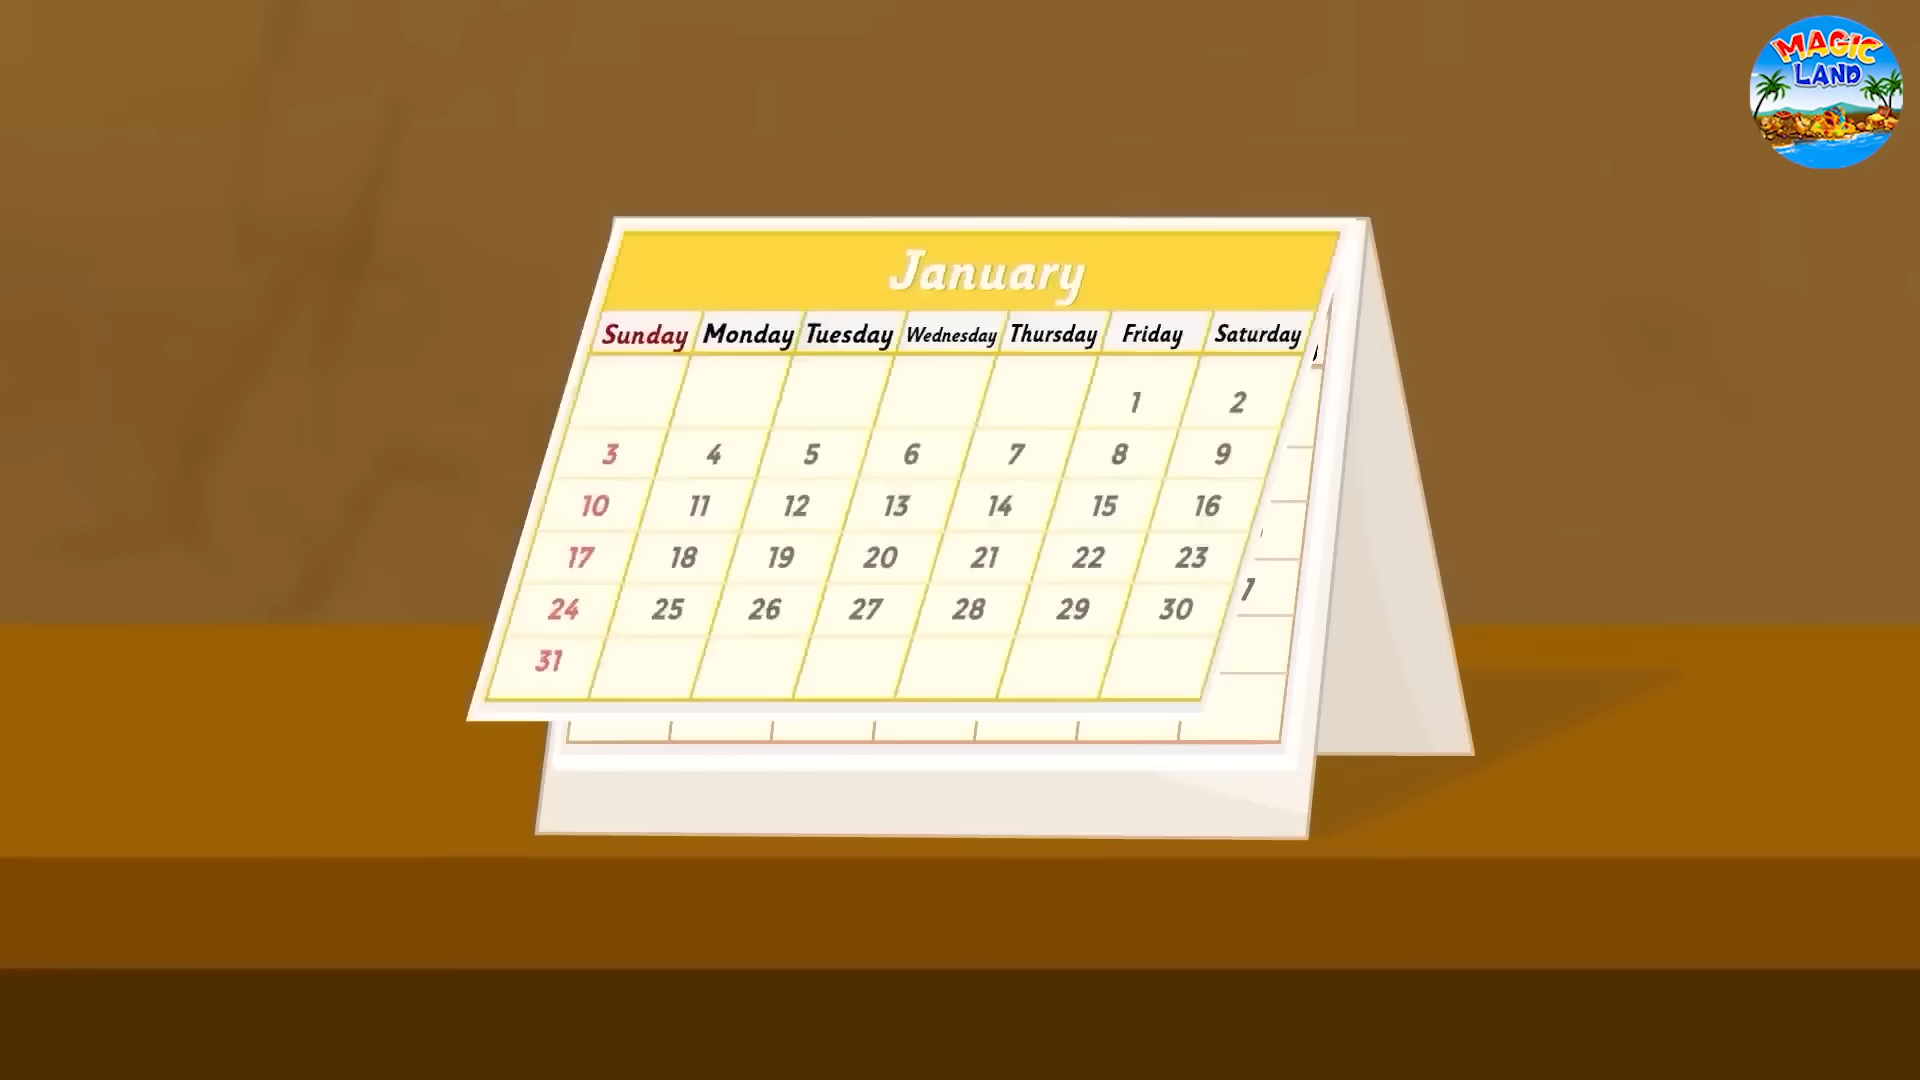 MAGIC
LAND
January
Sunday Monday Tuesday Wednesday Thursday Friday Saturday
1 2
3 4 5 6 7 8 9
10 11 12 13 14 15 16
17 18 19 20 21 22 23
24 25 26 27 28 29 30
31